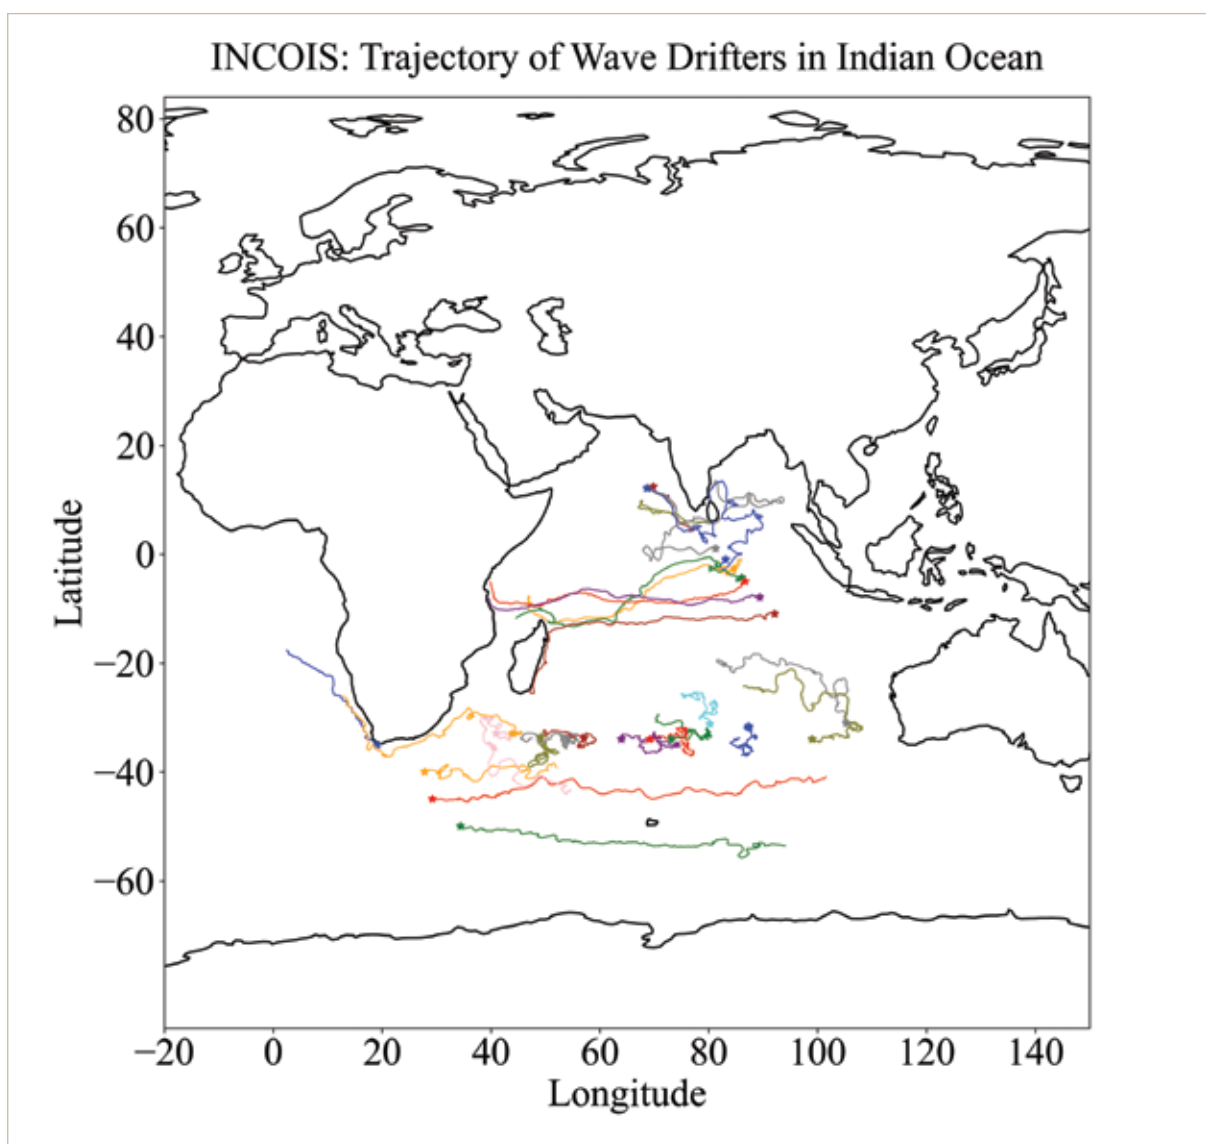 INCOIS: Trajectory of Wave Drifters in Indian Ocean
80
60
40
20
0
−20
−40
−60
Latitude
−20 0 20 40 60 80 100 120 140
Longitude